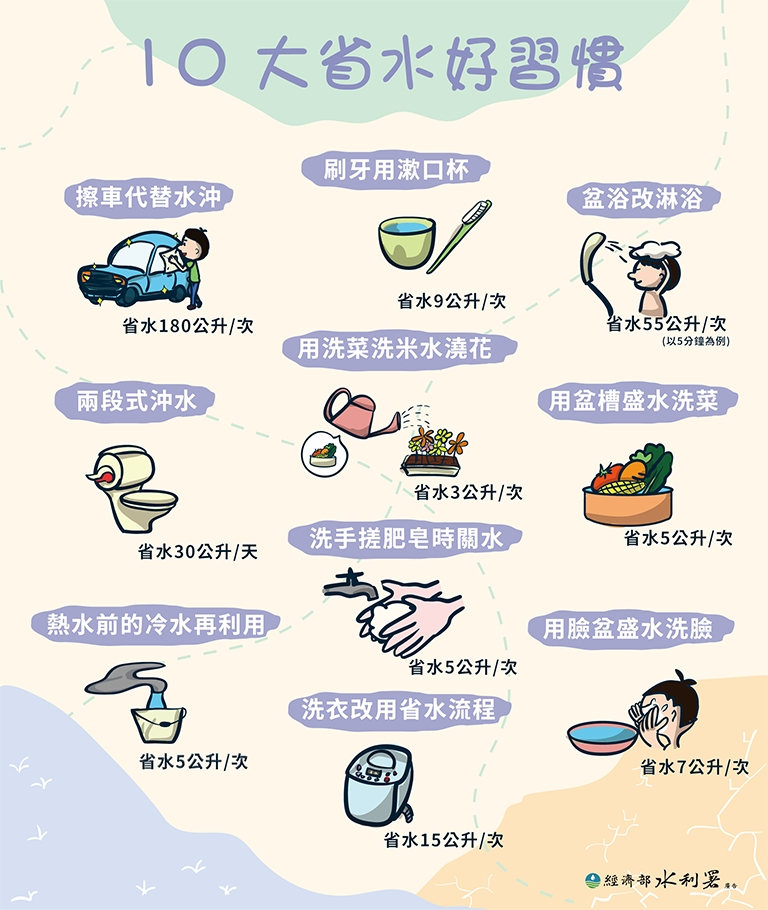 10 大省水好習慣
刷牙用漱口杯
省水9公升/次
擦車代替水沖
省水180公升/次
盆浴改淋浴
省水55公升/次
(以5分鐘為例)
用洗菜洗米水澆花
省水3公升/次
兩段式沖水
省水30公升/天
用盆槽盛水洗菜
省水5公升/次
洗手搓肥皂時關水
省水5公升/次
熱水前的冷水再利用
省水5公升/次
用臉盆盛水洗臉
省水7公升/次
洗衣改用省水流程
省水15公升/次
經濟部水利署 廣告